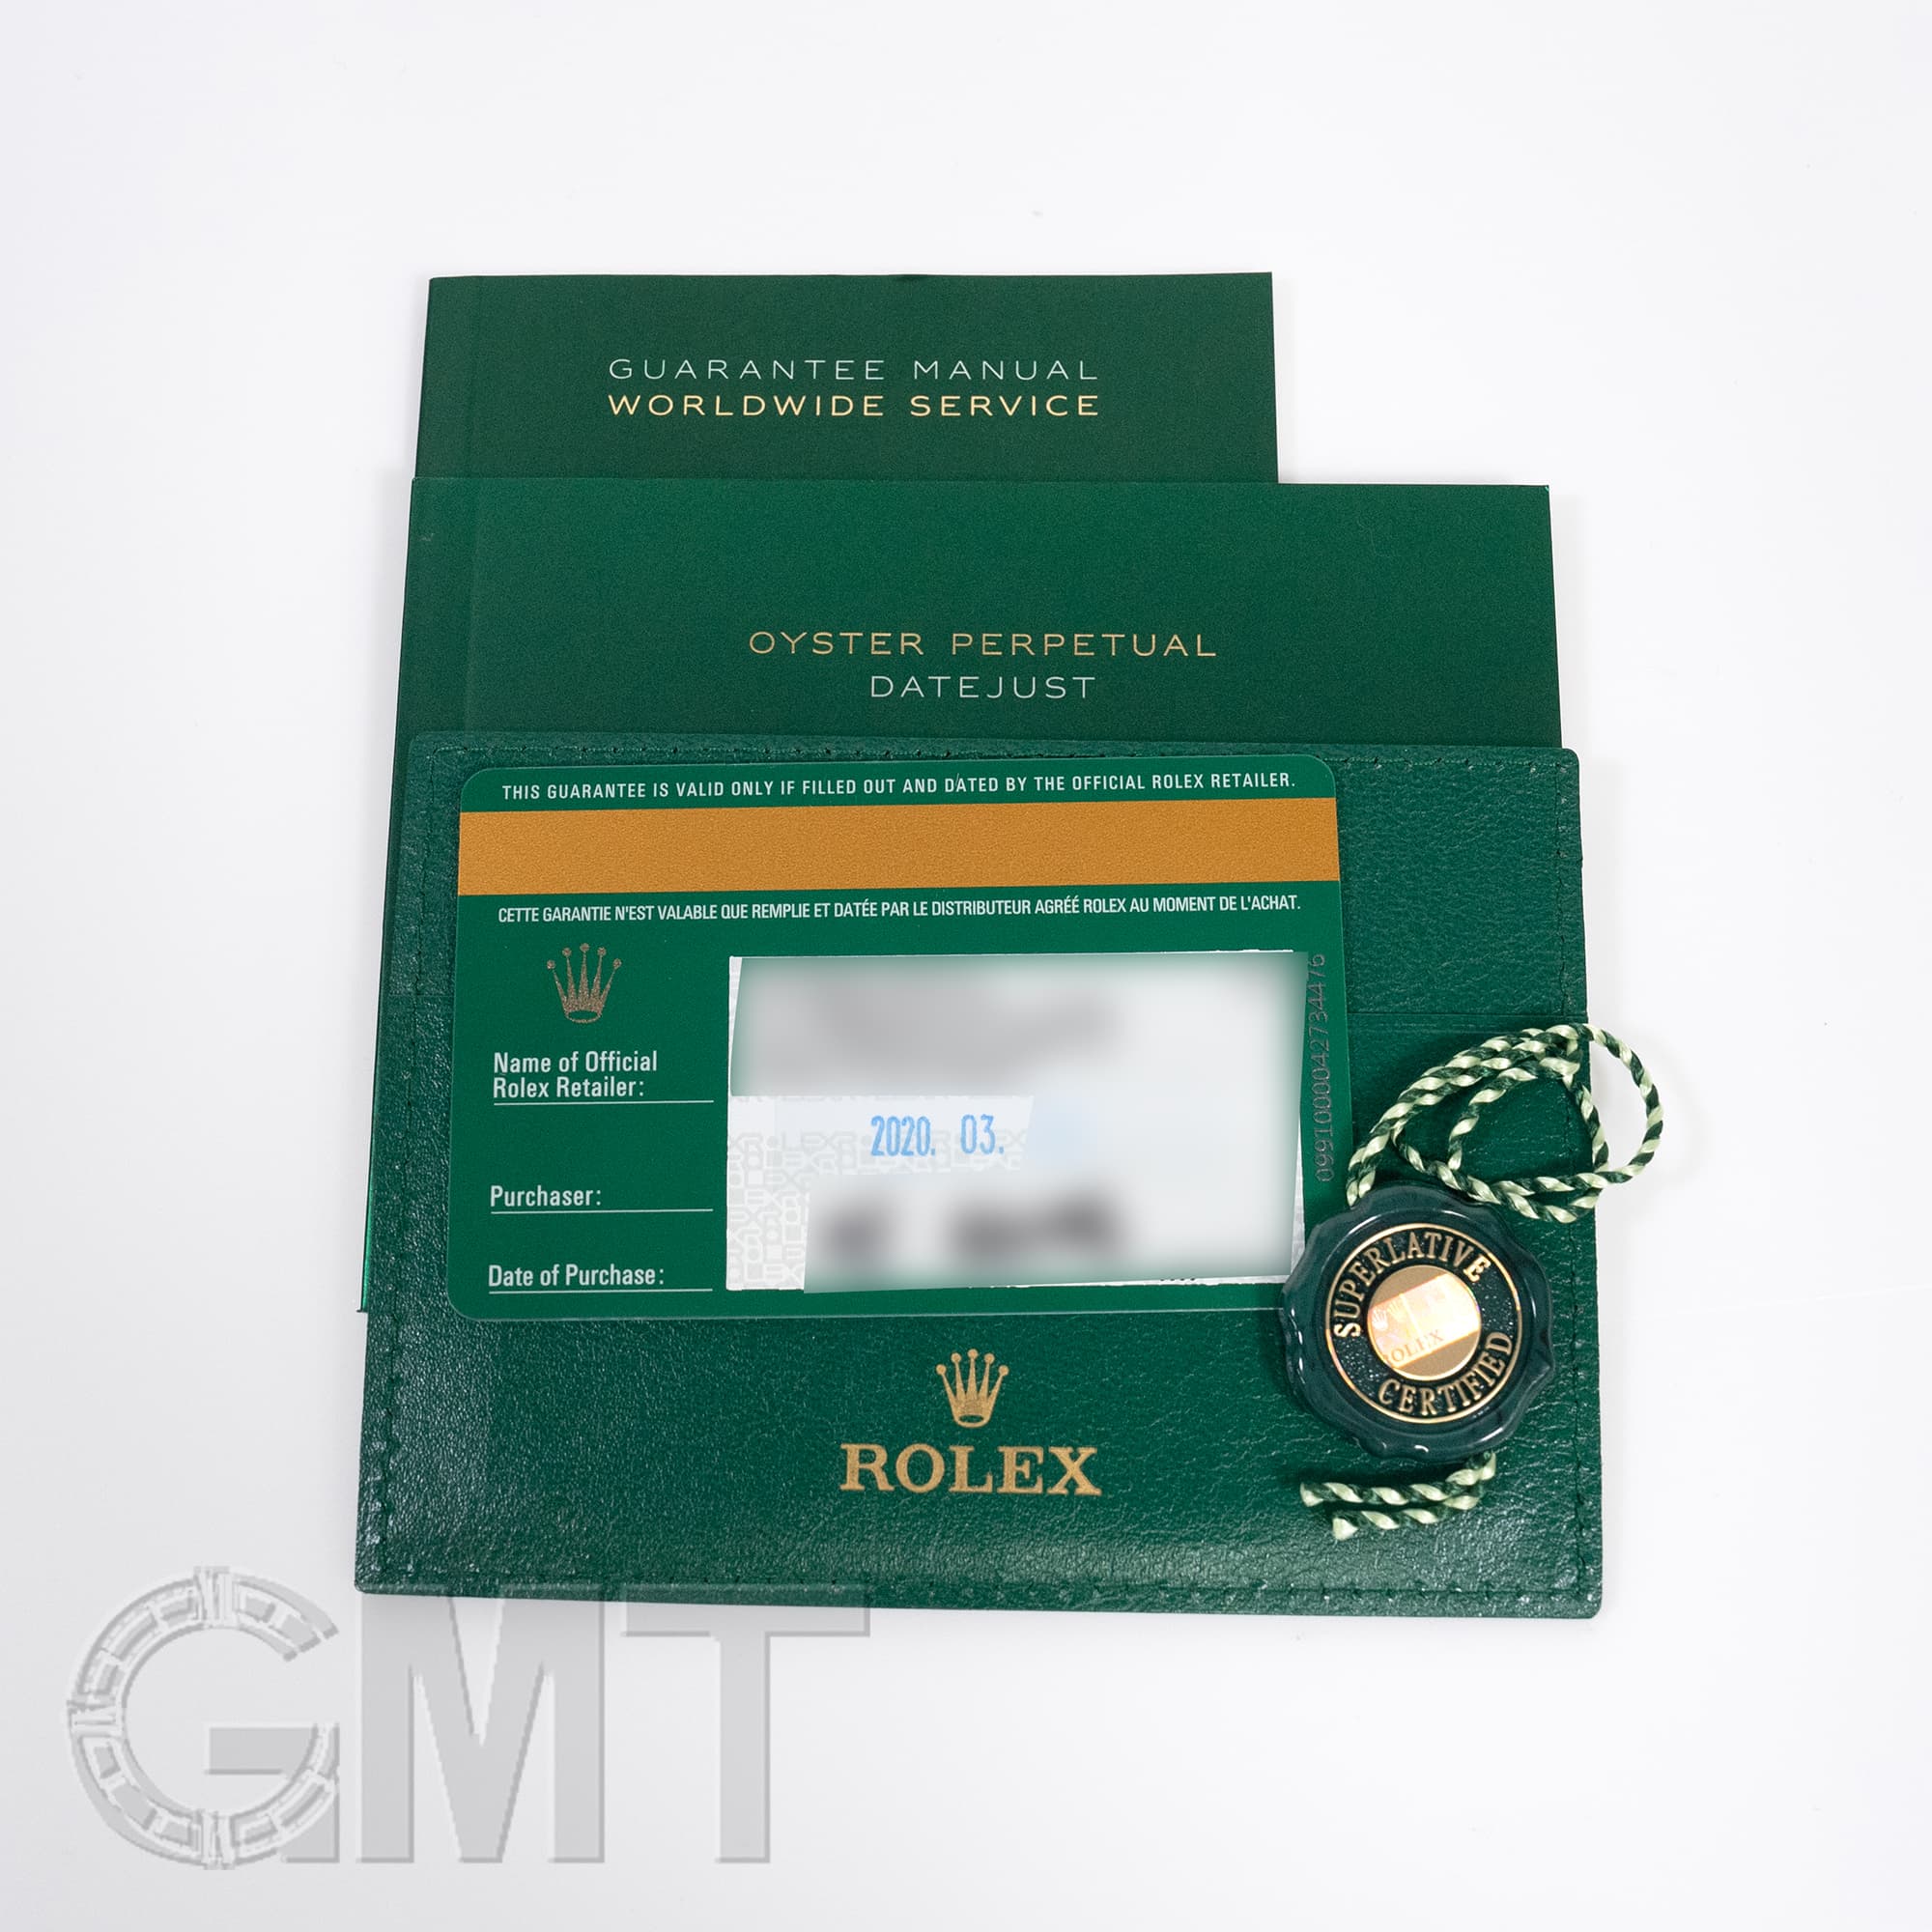 GUARANTEE MANUAL
WORLDWIDE SERVICE
OYSTER PERPETUAL
DATEJUST
THIS GUARANTEE IS VALID ONLY IF FILLED OUT AND DATED BY THE OFFICIAL ROLEX RETAILER.
CETTE GARANTIE N'EST VALABLE QUE REMPLIE ET DATÉE PAR LE DISTRIBUTEUR AGRÉÉ ROLEX AU MOMENT DE L'ACHAT.
Name of Official
Rolex Retailer:
2020. 03.
Purchaser:
Date of Purchase:
0991000042734476
SUPERLATIVE
ROLEX
CERTIFIED
ROLEX
GMT